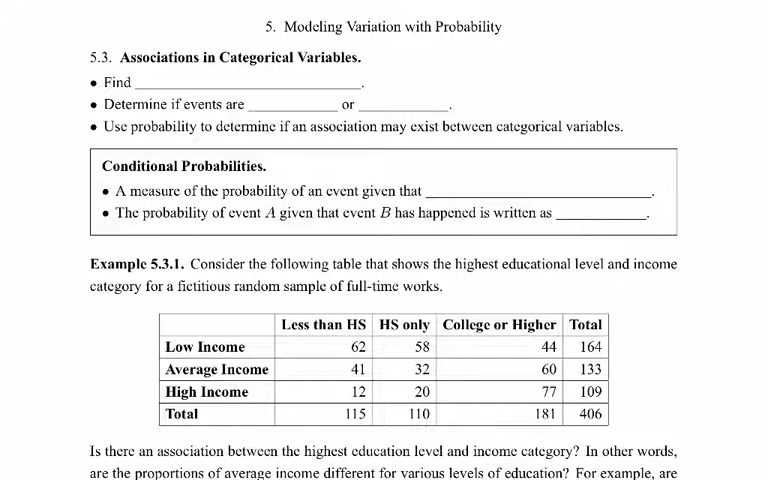 5. Modeling Variation with Probability
5.3. Associations in Categorical Variables.
• Find ______________________________.
• Determine if events are ____________ or ____________.
• Use probability to determine if an association may exist between categorical variables.
Conditional Probabilities.
• A measure of the probability of an event given that ______________________________.
• The probability of event A given that event B has happened is written as ____________.
Example 5.3.1. Consider the following table that shows the highest educational level and income
category for a fictitious random sample of full-time works.
Less than HS HS only College or Higher Total
Low Income 62 58 44 164
Average Income 41 32 60 133
High Income 12 20 77 109
Total 115 110 181 406
Is there an association between the highest education level and income category? In other words,
are the proportions of average income different for various levels of education? For example, are